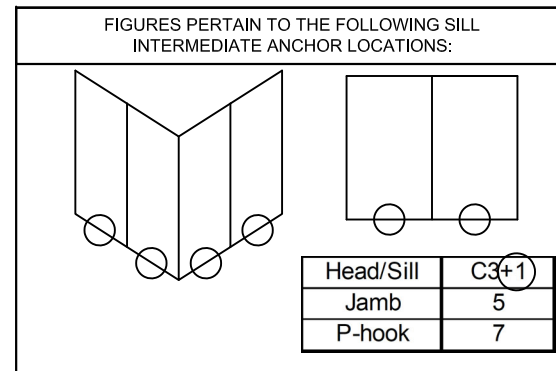 FIGURES PERTAIN TO THE FOLLOWING SILL
INTERMEDIATE ANCHOR LOCATIONS:
Head/Sill C3+1
Jamb 5
P-hook 7